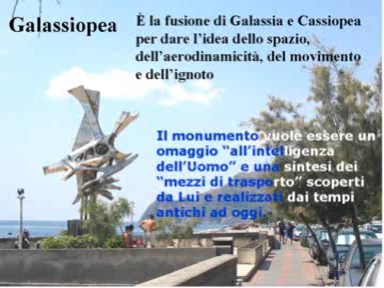 Galassiopea
È la fusione di Galassia e Cassiopea
per dare l'idea dello spazio,
dell'aerodinamicità, del movimento
e dell'ignoto
Il monumento vuole essere un
omaggio "all'intelligenza
dell'Uomo" e una sintesi dei
"mezzi di trasporto" scoperti
da Lui e realizzati dai tempi
antichi ad oggi.